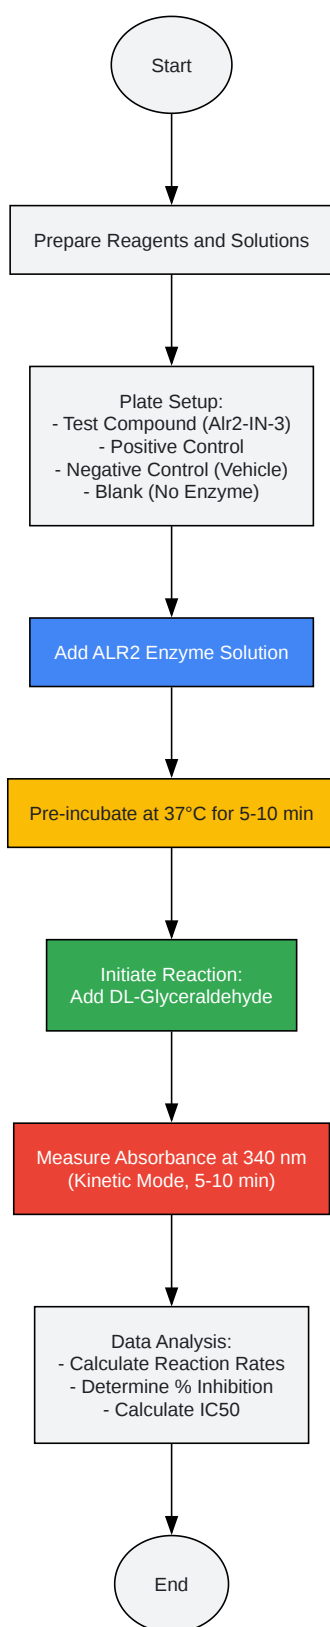 Start
Prepare Reagents and Solutions
Plate Setup:
- Test Compound (Alr2-IN-3)
- Positive Control
- Negative Control (Vehicle)
- Blank (No Enzyme)
Add ALR2 Enzyme Solution
Pre-incubate at 37°C for 5-10 min
Initiate Reaction:
Add DL-Glyceraldehyde
Measure Absorbance at 340 nm
(Kinetic Mode, 5-10 min)
Data Analysis:
- Calculate Reaction Rates
- Determine % Inhibition
- Calculate IC50
End